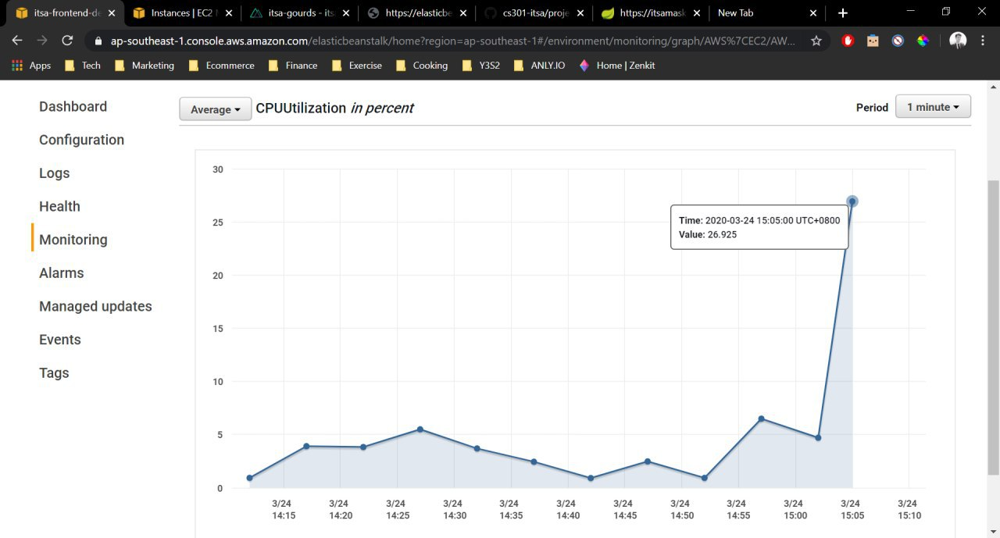 itsa-frontend-de
Instances | EC2 M
itsa-gourds - itsa
https://elasticbe
cs301-itsa/proje
https://itsamask
New Tab
ap-southeast-1.console.aws.amazon.com/elasticbeanstalk/home?region=ap-southeast-1#/environment/monitoring/graph/AWS%7CEC2/AW...
Apps
Tech
Marketing
Ecommerce
Finance
Exercise
Cooking
Y3S2
ANLY.IO
Home | Zenkit
Dashboard
Configuration
Logs
Health
Monitoring
Alarms
Managed updates
Events
Tags
Average
CPUUtilization in percent
Period
1 minute
30
25
20
15
10
5
0
Time: 2020-03-24 15:05:00 UTC+0800
Value: 26.925
3/24 14:15
3/24 14:20
3/24 14:25
3/24 14:30
3/24 14:35
3/24 14:40
3/24 14:45
3/24 14:50
3/24 14:55
3/24 15:00
3/24 15:05
3/24 15:10